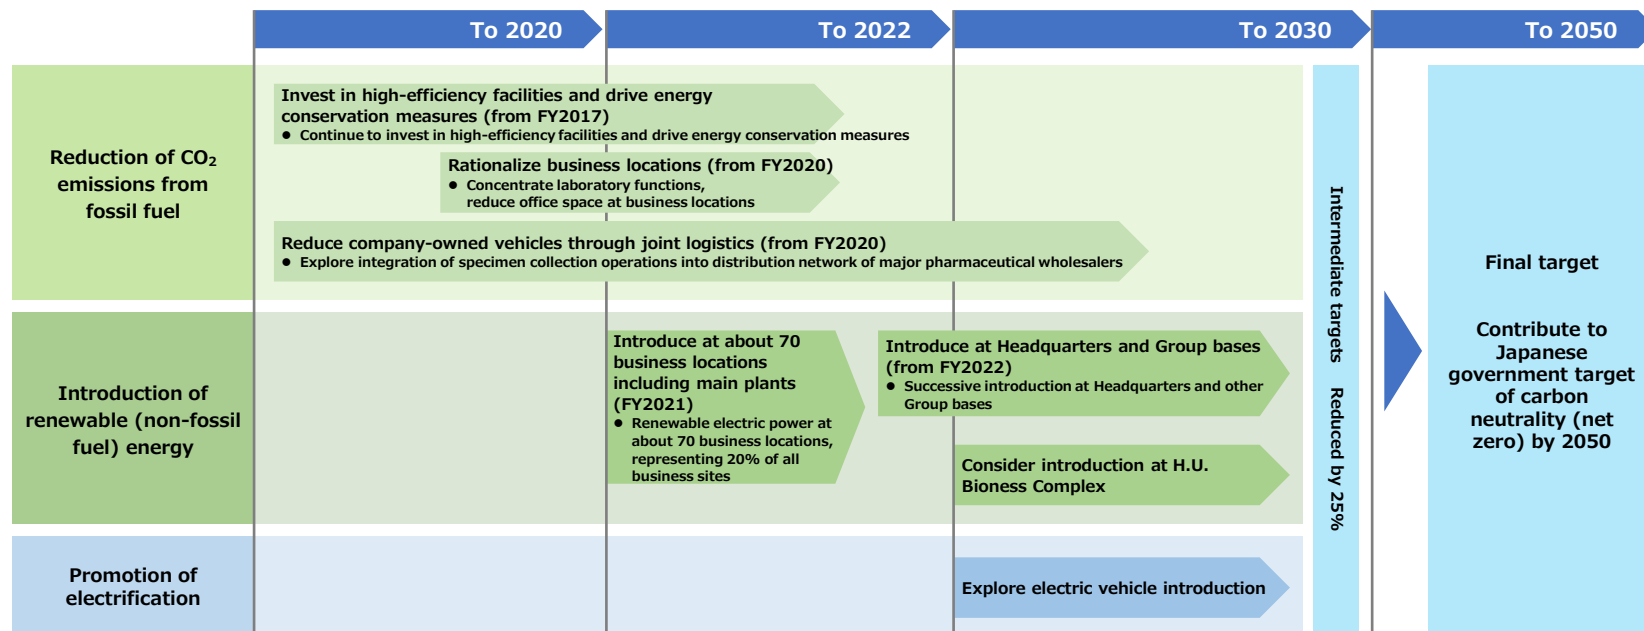 To 2020
To 2022
To 2030
To 2050
Reduction of CO₂
emissions from
fossil fuel
Invest in high-efficiency facilities and drive energy
conservation measures (from FY2017)
● Continue to invest in high-efficiency facilities and drive energy conservation measures
Rationalize business locations (from FY2020)
● Concentrate laboratory functions,
reduce office space at business locations
Reduce company-owned vehicles through joint logistics (from FY2020)
● Explore integration of specimen collection operations into distribution network of major pharmaceutical wholesalers
Introduction of
renewable (non-fossil
fuel) energy
Introduce at about 70
business locations
including main plants
(FY2021)
● Renewable electric power at
about 70 business locations,
representing 20% of all
business sites
Introduce at Headquarters and Group bases
(from FY2022)
● Successive introduction at Headquarters and other
Group bases
Consider introduction at H.U.
Bioness Complex
Promotion of
electrification
Explore electric vehicle introduction
Intermediate targets Reduced by 25%
Final target
Contribute to
Japanese
government target
of carbon
neutrality (net
zero) by 2050